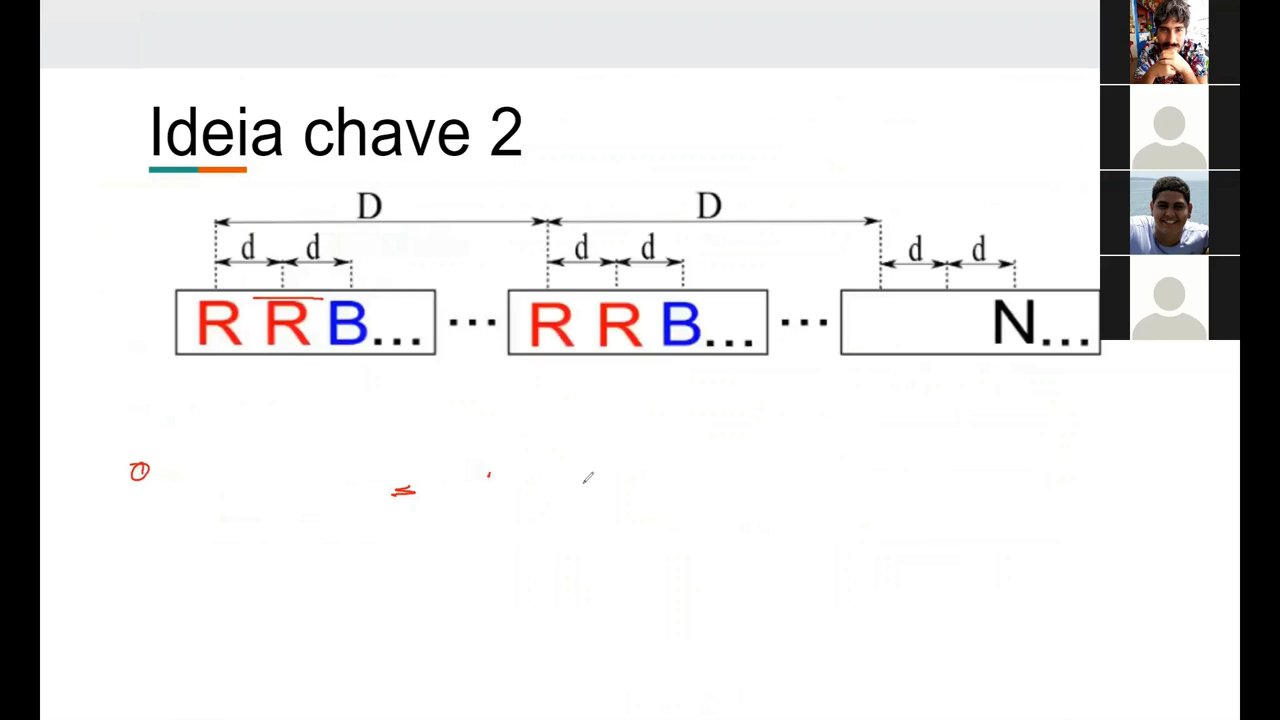 Ideia chave 2
D D
d d d d d d
R R B... ... R R B... ... N...